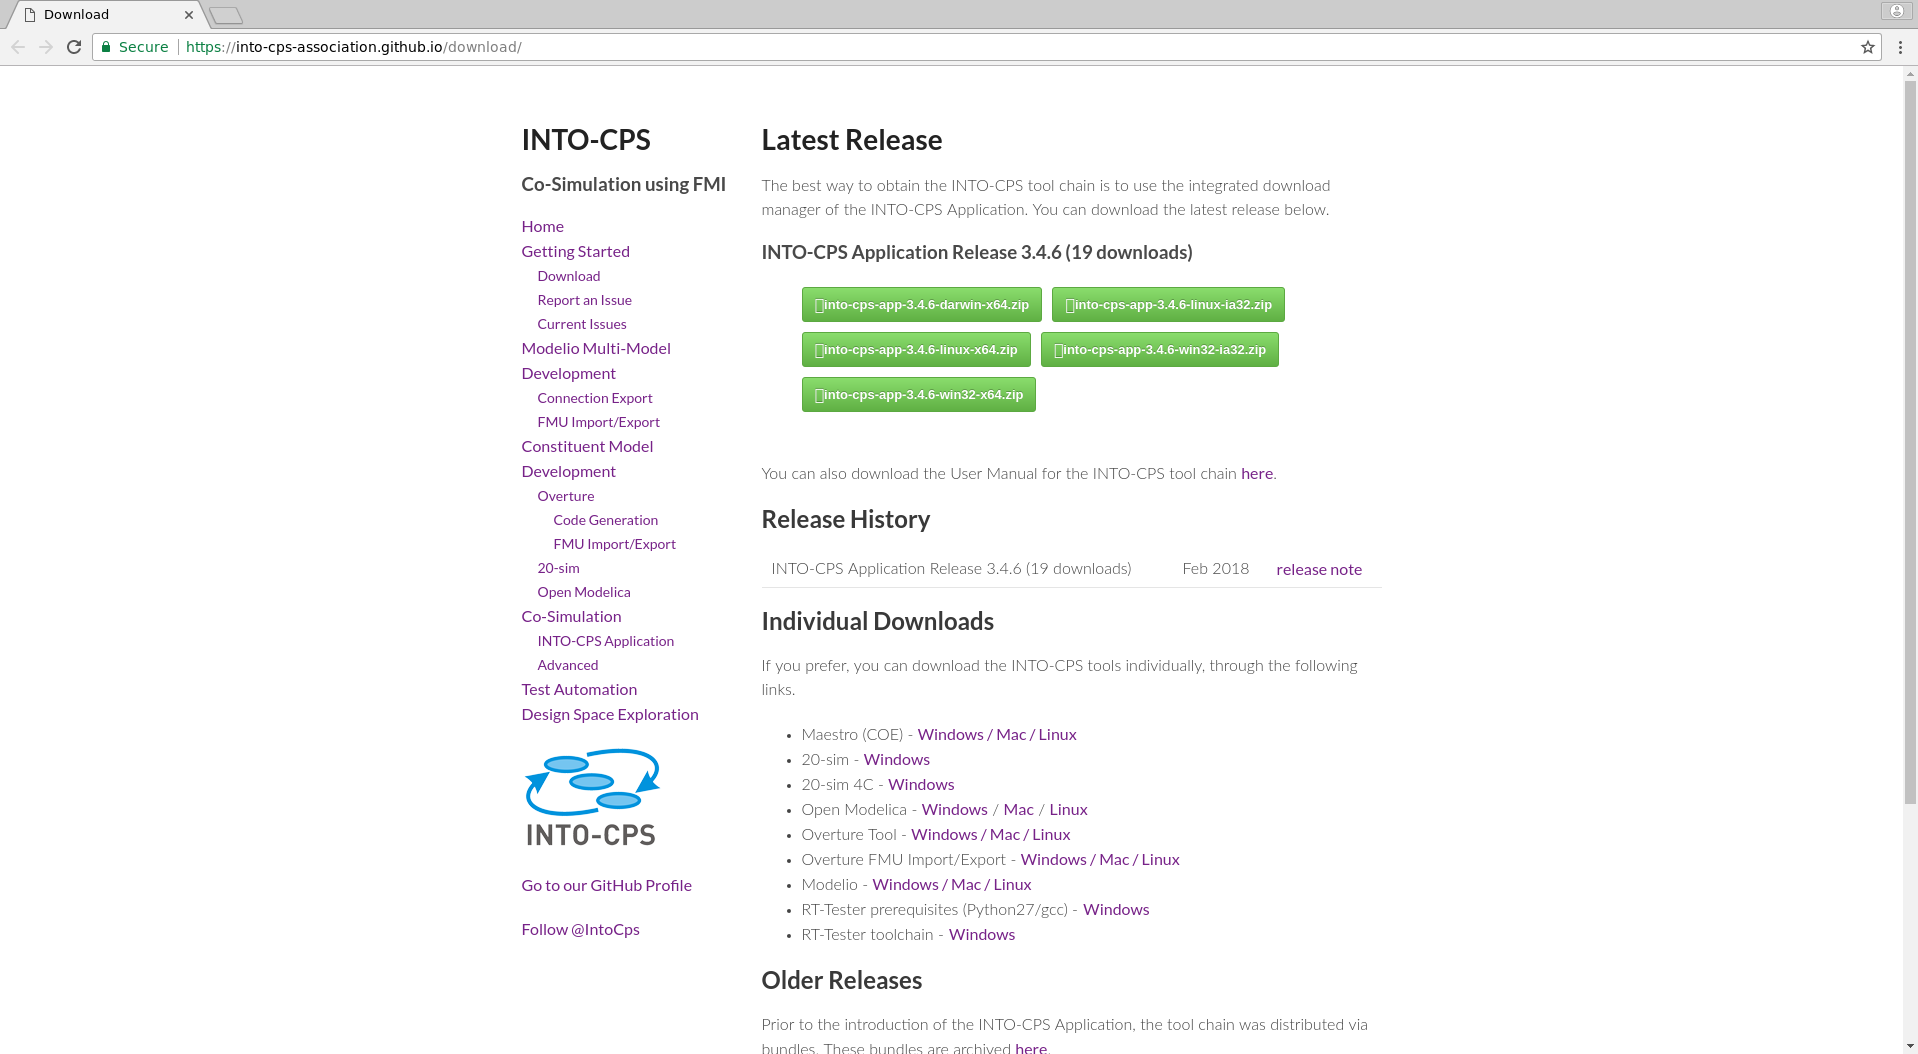 Download
Secure
https://into-cps-association.github.io/download/
INTO-CPS
Co-Simulation using FMI
Home
Getting Started
Download
Report an Issue
Current Issues
Modelio Multi-Model
Development
Connection Export
FMU Import/Export
Constituent Model
Development
Overture
Code Generation
FMU Import/Export
20-sim
Open Modelica
Co-Simulation
INTO-CPS Application
Advanced
Test Automation
Design Space Exploration
INTO-CPS
Go to our GitHub Profile
Follow @IntoCps
Latest Release
The best way to obtain the INTO-CPS tool chain is to use the integrated download
manager of the INTO-CPS Application. You can download the latest release below.
INTO-CPS Application Release 3.4.6 (19 downloads)
into-cps-app-3.4.6-darwin-x64.zip
into-cps-app-3.4.6-linux-ia32.zip
into-cps-app-3.4.6-linux-x64.zip
into-cps-app-3.4.6-win32-ia32.zip
into-cps-app-3.4.6-win32-x64.zip
You can also download the User Manual for the INTO-CPS tool chain here.
Release History
INTO-CPS Application Release 3.4.6 (19 downloads) Feb 2018 release note
Individual Downloads
If you prefer, you can download the INTO-CPS tools individually, through the following
links.
• Maestro (COE) - Windows / Mac / Linux
• 20-sim - Windows
• 20-sim 4C - Windows
• Open Modelica - Windows / Mac / Linux
• Overture Tool - Windows / Mac / Linux
• Overture FMU Import/Export - Windows / Mac / Linux
• Modelio - Windows / Mac / Linux
• RT-Tester prerequisites (Python27/gcc) - Windows
• RT-Tester toolchain - Windows
Older Releases
Prior to the introduction of the INTO-CPS Application, the tool chain was distributed via
bundles. These bundles are archived here.